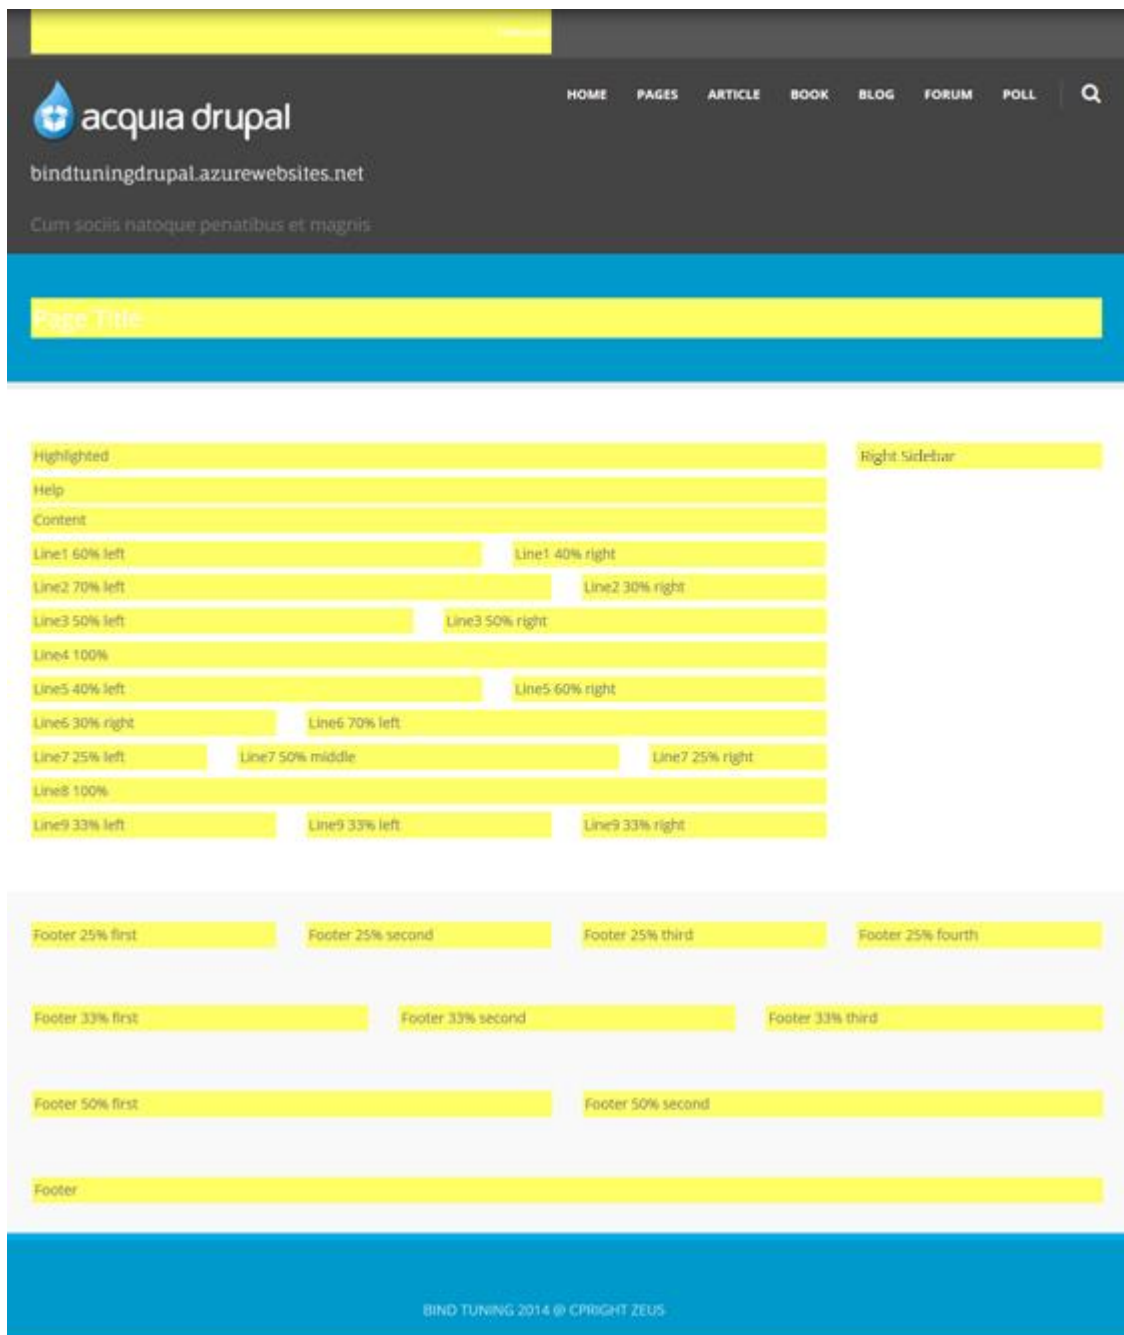 HOME PAGES ARTICLE BOOK BLOG FORUM POLL
acquia drupal
bindtuningdrupal.azurewebsites.net
Cum sociis natoque penatibus et magnis
Page Title
Highlighted Right Sidebar
Help
Content
Line1 60% left Line1 40% right
Line2 70% left Line2 30% right
Line3 50% left Line3 50% right
Line4 100%
Line5 40% left Line5 60% right
Line6 30% right Line6 70% left
Line7 25% left Line7 50% middle Line7 25% right
Line8 100%
Line9 33% left Line9 33% left Line9 33% right
Footer 25% first Footer 25% second Footer 25% third Footer 25% fourth
Footer 33% first Footer 33% second Footer 33% third
Footer 50% first Footer 50% second
Footer
BIND TUNING 2014 @ CPRIGHT ZEUS